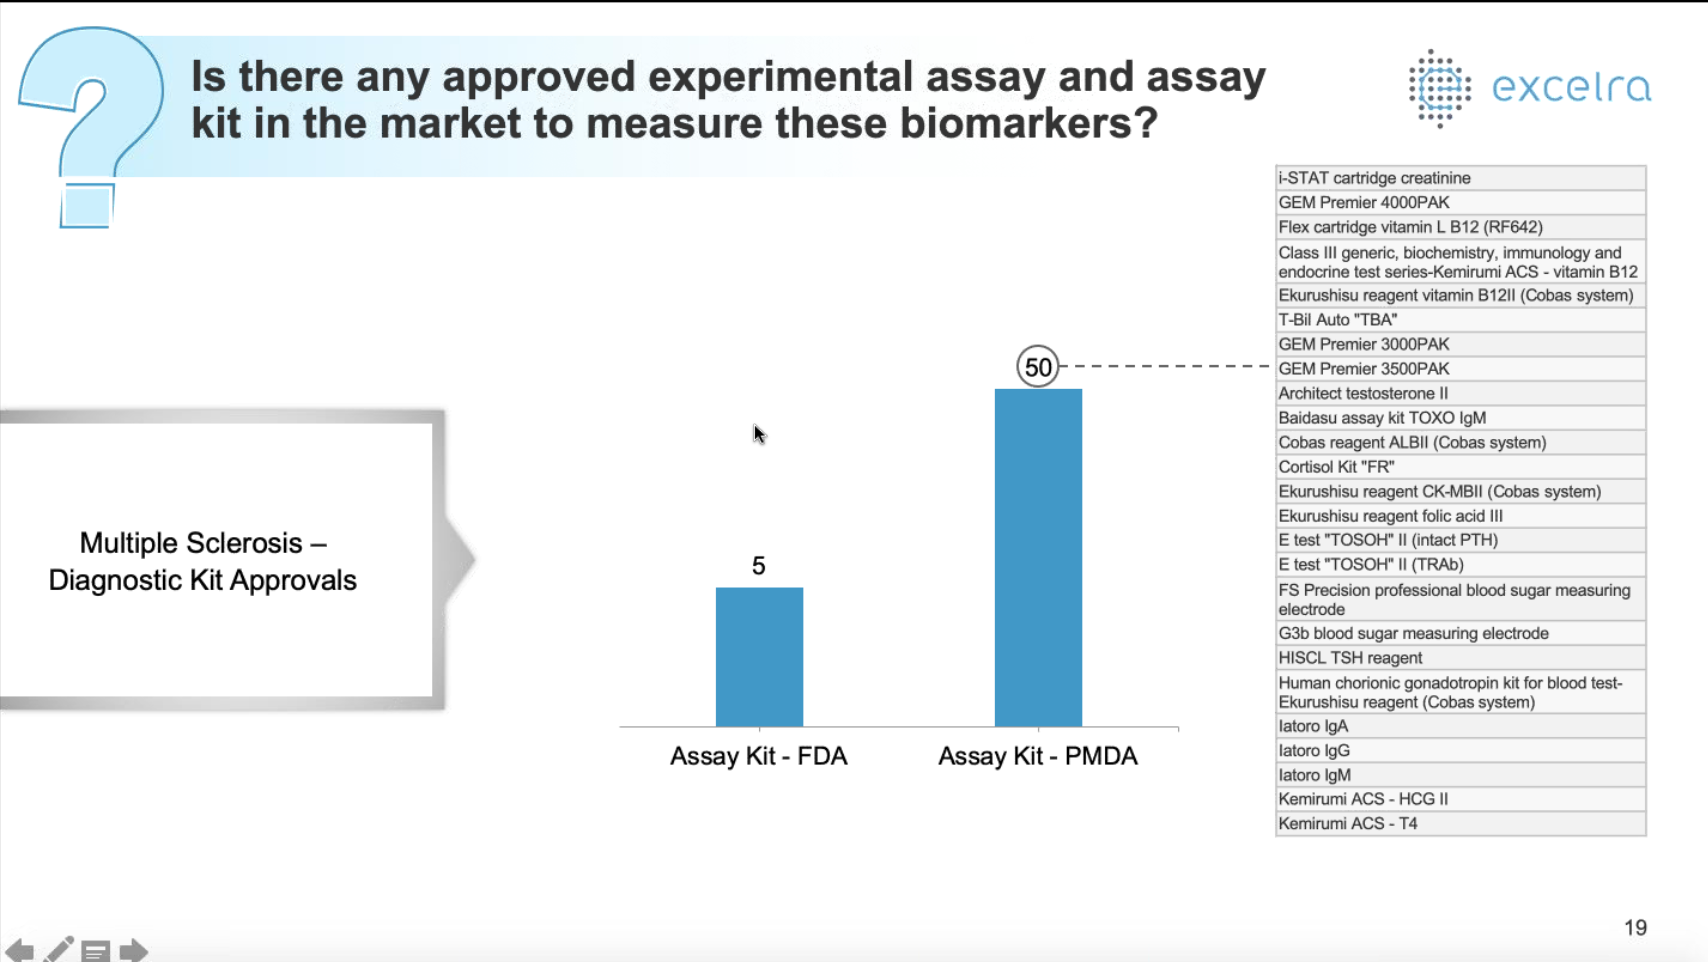 Is there any approved experimental assay and assay
kit in the market to measure these biomarkers?
excelra
Multiple Sclerosis –
Diagnostic Kit Approvals
5
50
Assay Kit - FDA
Assay Kit - PMDA
i-STAT cartridge creatinine
GEM Premier 4000PAK
Flex cartridge vitamin L B12 (RF642)
Class III generic, biochemistry, immunology and
endocrine test series-Kemirumi ACS - vitamin B12
Ekurushisu reagent vitamin B12II (Cobas system)
T-Bil Auto "TBA"
GEM Premier 3000PAK
GEM Premier 3500PAK
Architect testosterone II
Baidasu assay kit TOXO IgM
Cobas reagent ALBII (Cobas system)
Cortisol Kit "FR"
Ekurushisu reagent CK-MBII (Cobas system)
Ekurushisu reagent folic acid III
E test "TOSOH" II (intact PTH)
E test "TOSOH" II (TRAb)
FS Precision professional blood sugar measuring
electrode
G3b blood sugar measuring electrode
HISCL TSH reagent
Human chorionic gonadotropin kit for blood test-
Ekurushisu reagent (Cobas system)
Iatoro IgA
Iatoro IgG
Iatoro IgM
Kemirumi ACS - HCG II
Kemirumi ACS - T4
19